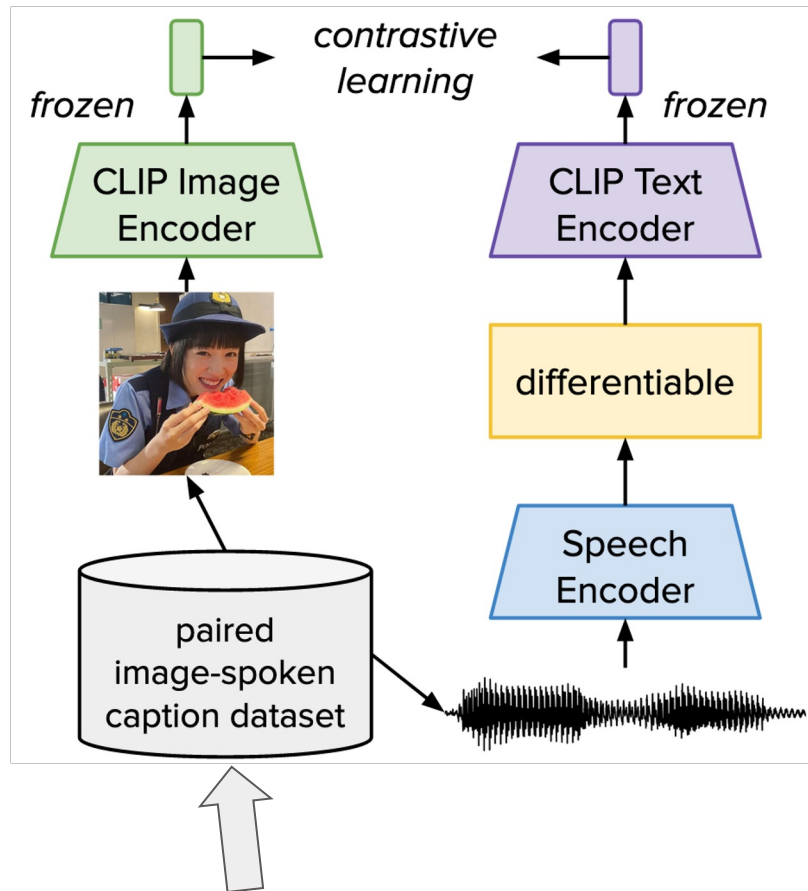 contrastive
learning
frozen
frozen
CLIP Image
Encoder
CLIP Text
Encoder
differentiable
Speech
Encoder
paired
image-spoken
caption dataset